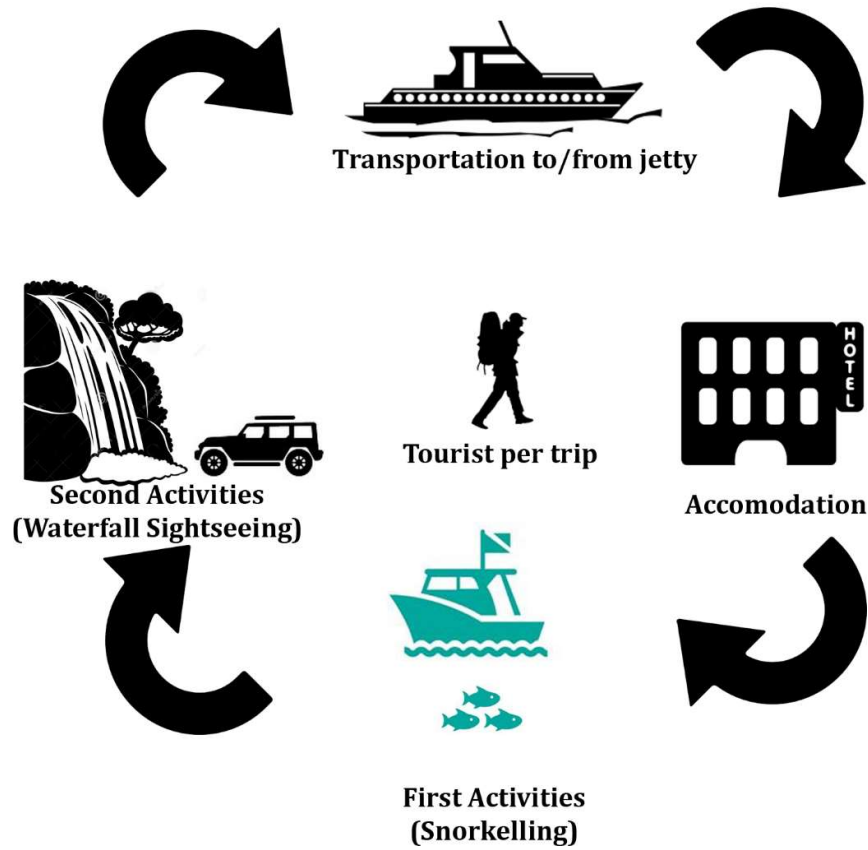 Transportation to/from jetty
HOTEL
Tourist per trip
Second Activities
(Waterfall Sightseeing)
Accomodation
First Activities
(Snorkelling)